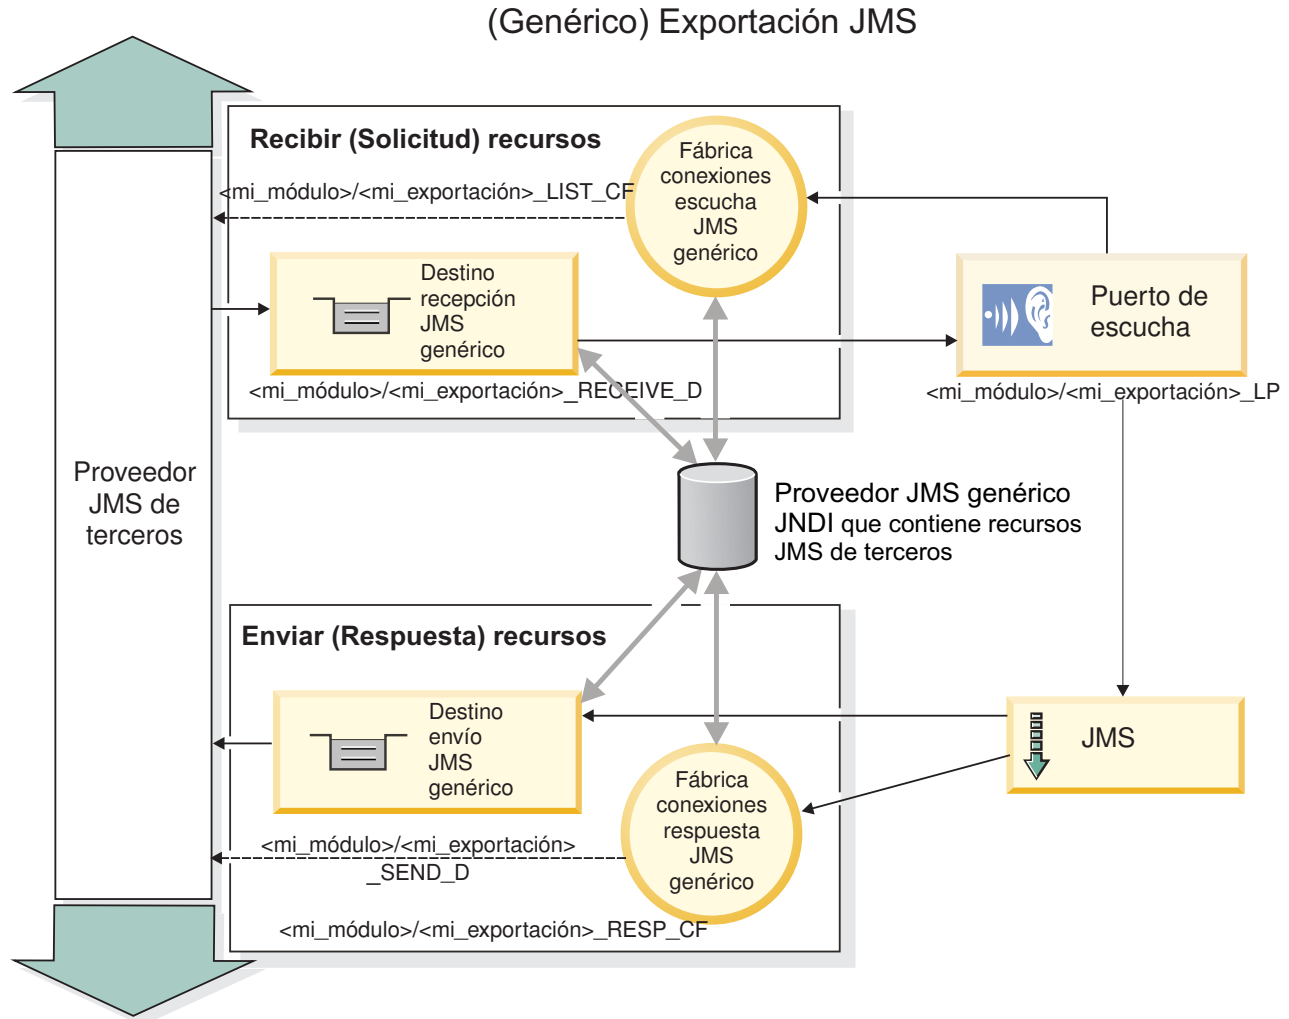 (Genérico) Exportación JMS
Recibir (Solicitud) recursos
<mi_módulo>/<mi_exportación>_LIST_CF
Fábrica
conexiones
escucha
JMS
genérico
Destino
recepción
JMS
genérico
<mi_módulo>/<mi_exportación>_RECEIVE_D
Puerto de
escucha
<mi_módulo>/<mi_exportación>_LP
Proveedor
JMS de
terceros
Proveedor JMS genérico
JNDI que contiene recursos
JMS de terceros
Enviar (Respuesta) recursos
Destino
envío
JMS
genérico
JMS
Fábrica
conexiones
respuesta
JMS
genérico
<mi_módulo>/<mi_exportación>
_SEND_D
<mi_módulo>/<mi_exportación>_RESP_CF